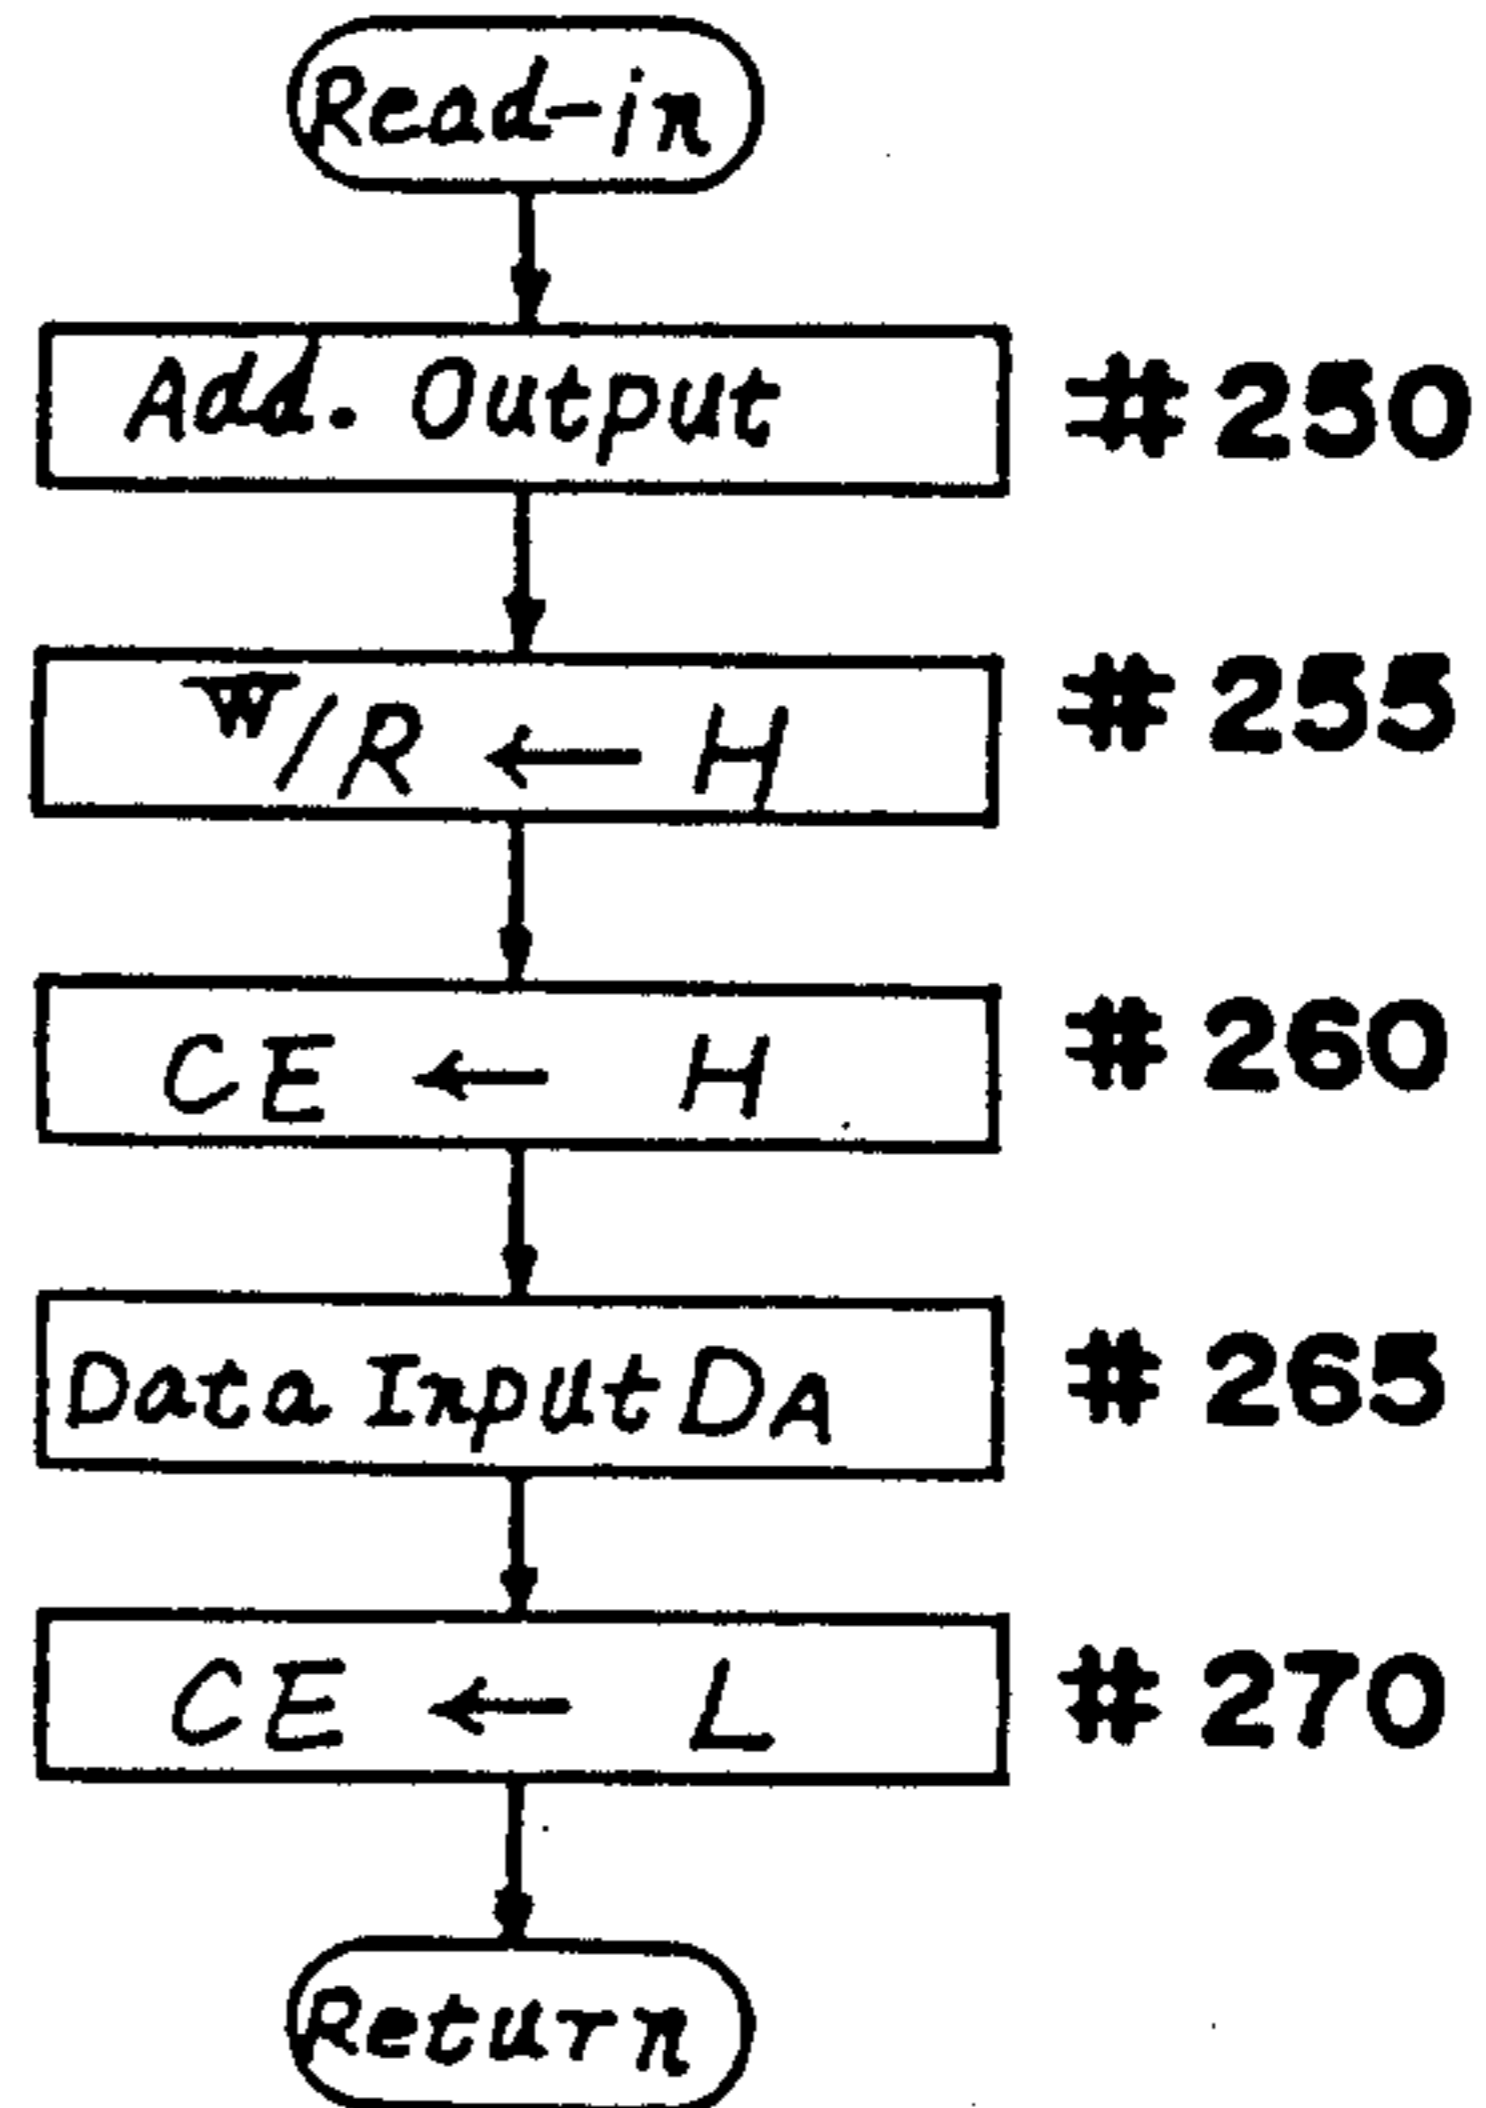 Read-in
Add. Output #250
W̅/R ← H #255
CE ← H #260
Data Input DA #265
CE ← L #270
Return